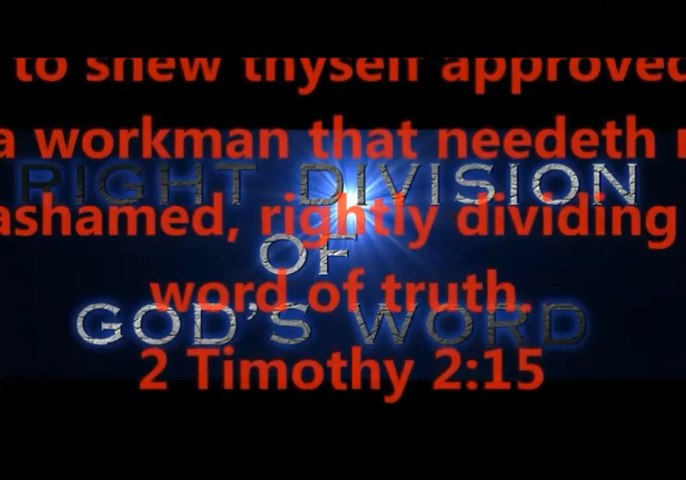 to shew thyself approved
a workman that needeth
RIGHT DIVISION
ashamed, rightly dividing
OF
word of truth.
GOD'S WORD
2 Timothy 2:15